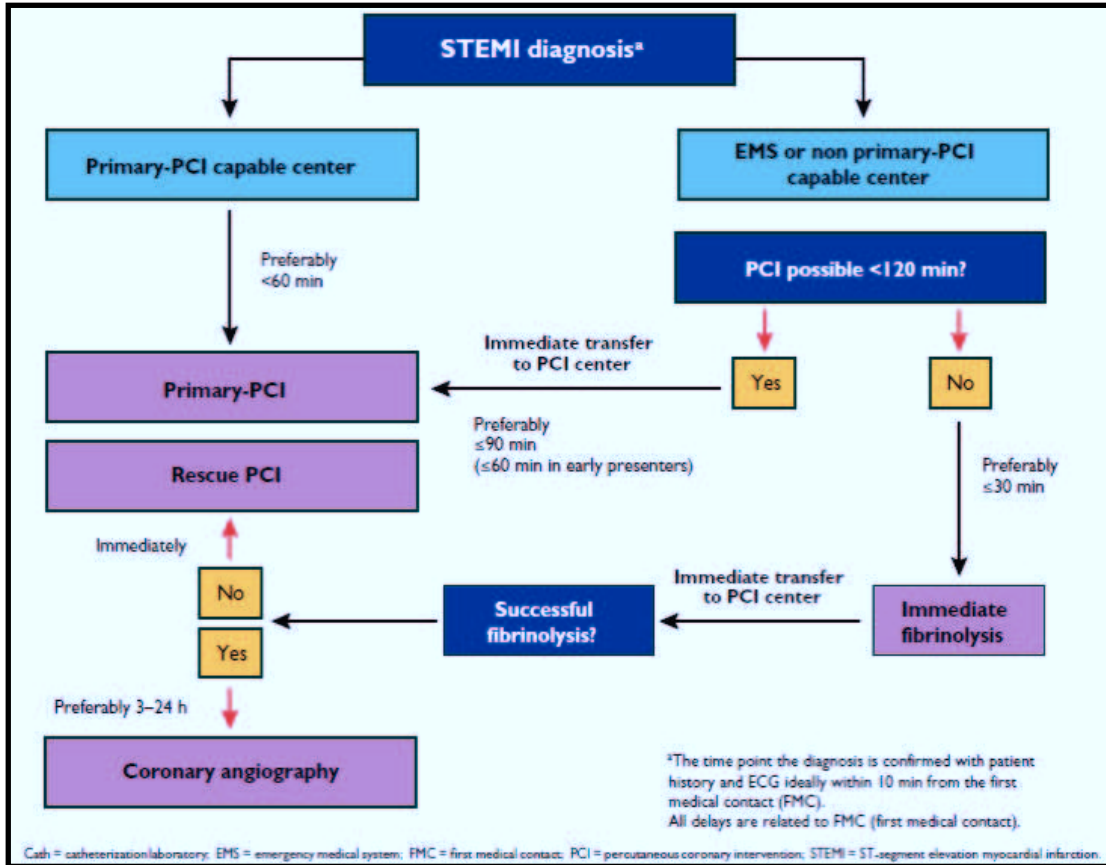 STEMI diagnosisᵃ
Primary-PCI capable center
EMS or non primary-PCI
capable center
Preferably
<60 min
PCI possible <120 min?
Immediate transfer
to PCI center
Yes
No
Primary-PCI
Preferably
≤90 min
(≤60 min in early presenters)
Rescue PCI
Preferably
≤30 min
Immediately
No
Yes
Successful
fibrinolysis?
Immediate transfer
to PCI center
Immediate
fibrinolysis
Preferably 3–24 h
Coronary angiography
ᵃThe time point the diagnosis is confirmed with patient
history and ECG ideally within 10 min from the first
medical contact (FMC).
All delays are related to FMC (first medical contact).
Cath = catheterization laboratory; EMS = emergency medical system; FMC = first medical contact; PCI = percutaneous coronary intervention; STEMI = ST-segment elevation myocardial infarction.